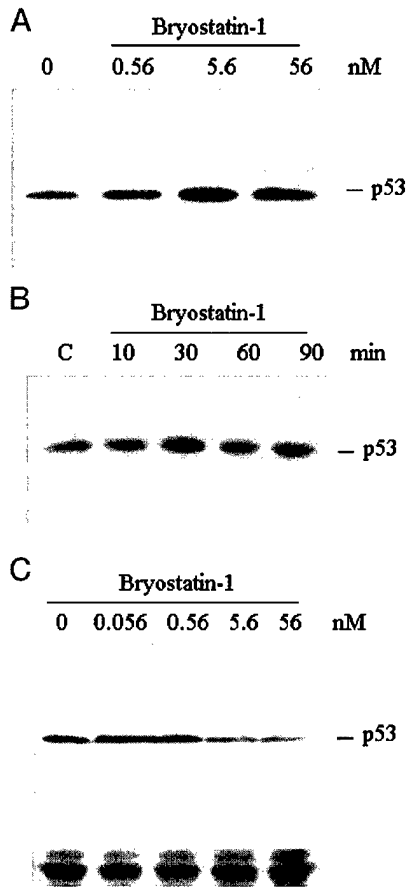 A
Bryostatin-1
0 0.56 5.6 56 nM
– p53
B
Bryostatin-1
C 10 30 60 90 min
– p53
C
Bryostatin-1
0 0.056 0.56 5.6 56 nM
– p53